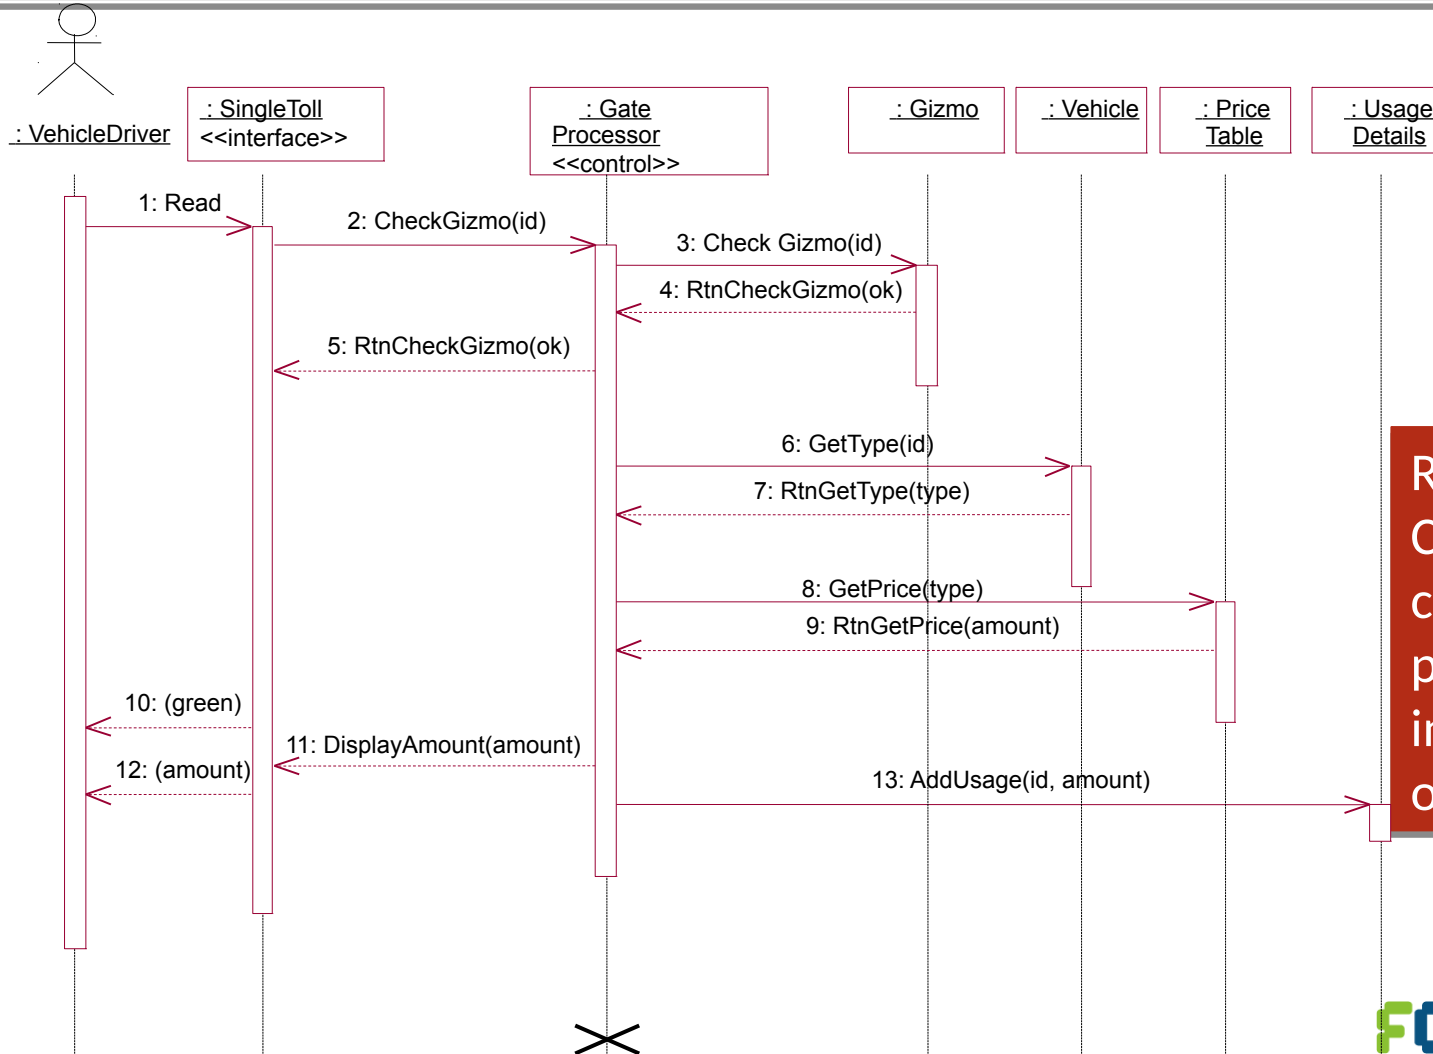 : VehicleDriver
: SingleToll
<<interface>>
: Gate
Processor
<<control>>
: Gizmo
: Vehicle
: Price
Table
: Usage
Details
1: Read
2: CheckGizmo(id)
3: Check Gizmo(id)
4: RtnCheckGizmo(ok)
5: RtnCheckGizmo(ok)
6: GetType(id)
7: RtnGetType(type)
8: GetPrice(type)
9: RtnGetPrice(amount)
10: (green)
11: DisplayAmount(amount)
12: (amount)
13: AddUsage(id, amount)